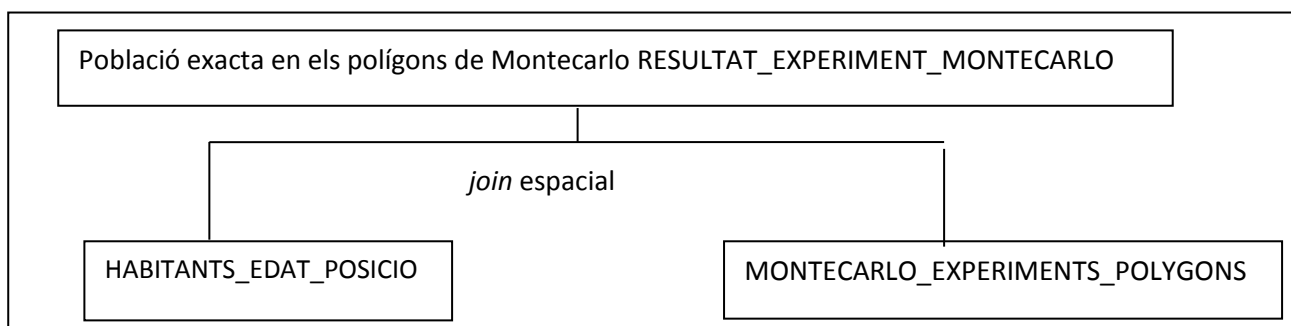 Població exacta en els polígons de Montecarlo RESULTAT_EXPERIMENT_MONTECARLO
join espacial
HABITANTS_EDAT_POSICIO
MONTECARLO_EXPERIMENTS_POLYGONS